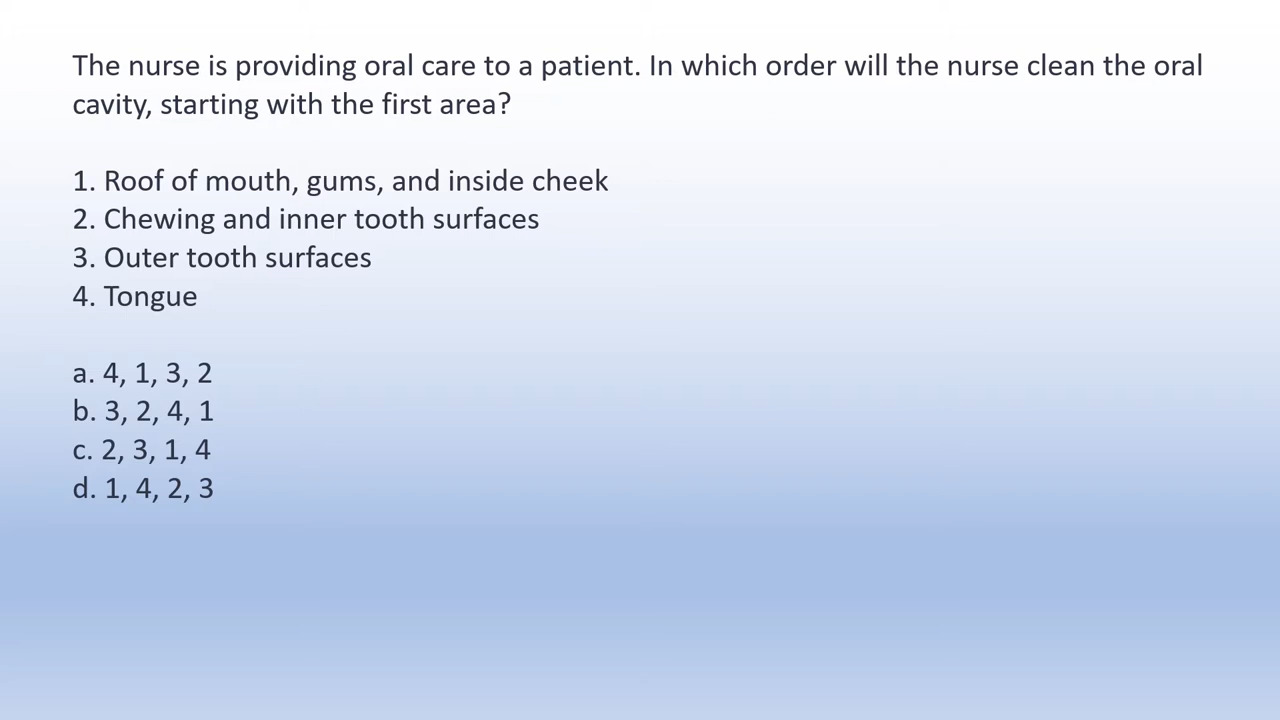 The nurse is providing oral care to a patient. In which order will the nurse clean the oral
cavity, starting with the first area?
1. Roof of mouth, gums, and inside cheek
2. Chewing and inner tooth surfaces
3. Outer tooth surfaces
4. Tongue
a. 4, 1, 3, 2
b. 3, 2, 4, 1
c. 2, 3, 1, 4
d. 1, 4, 2, 3